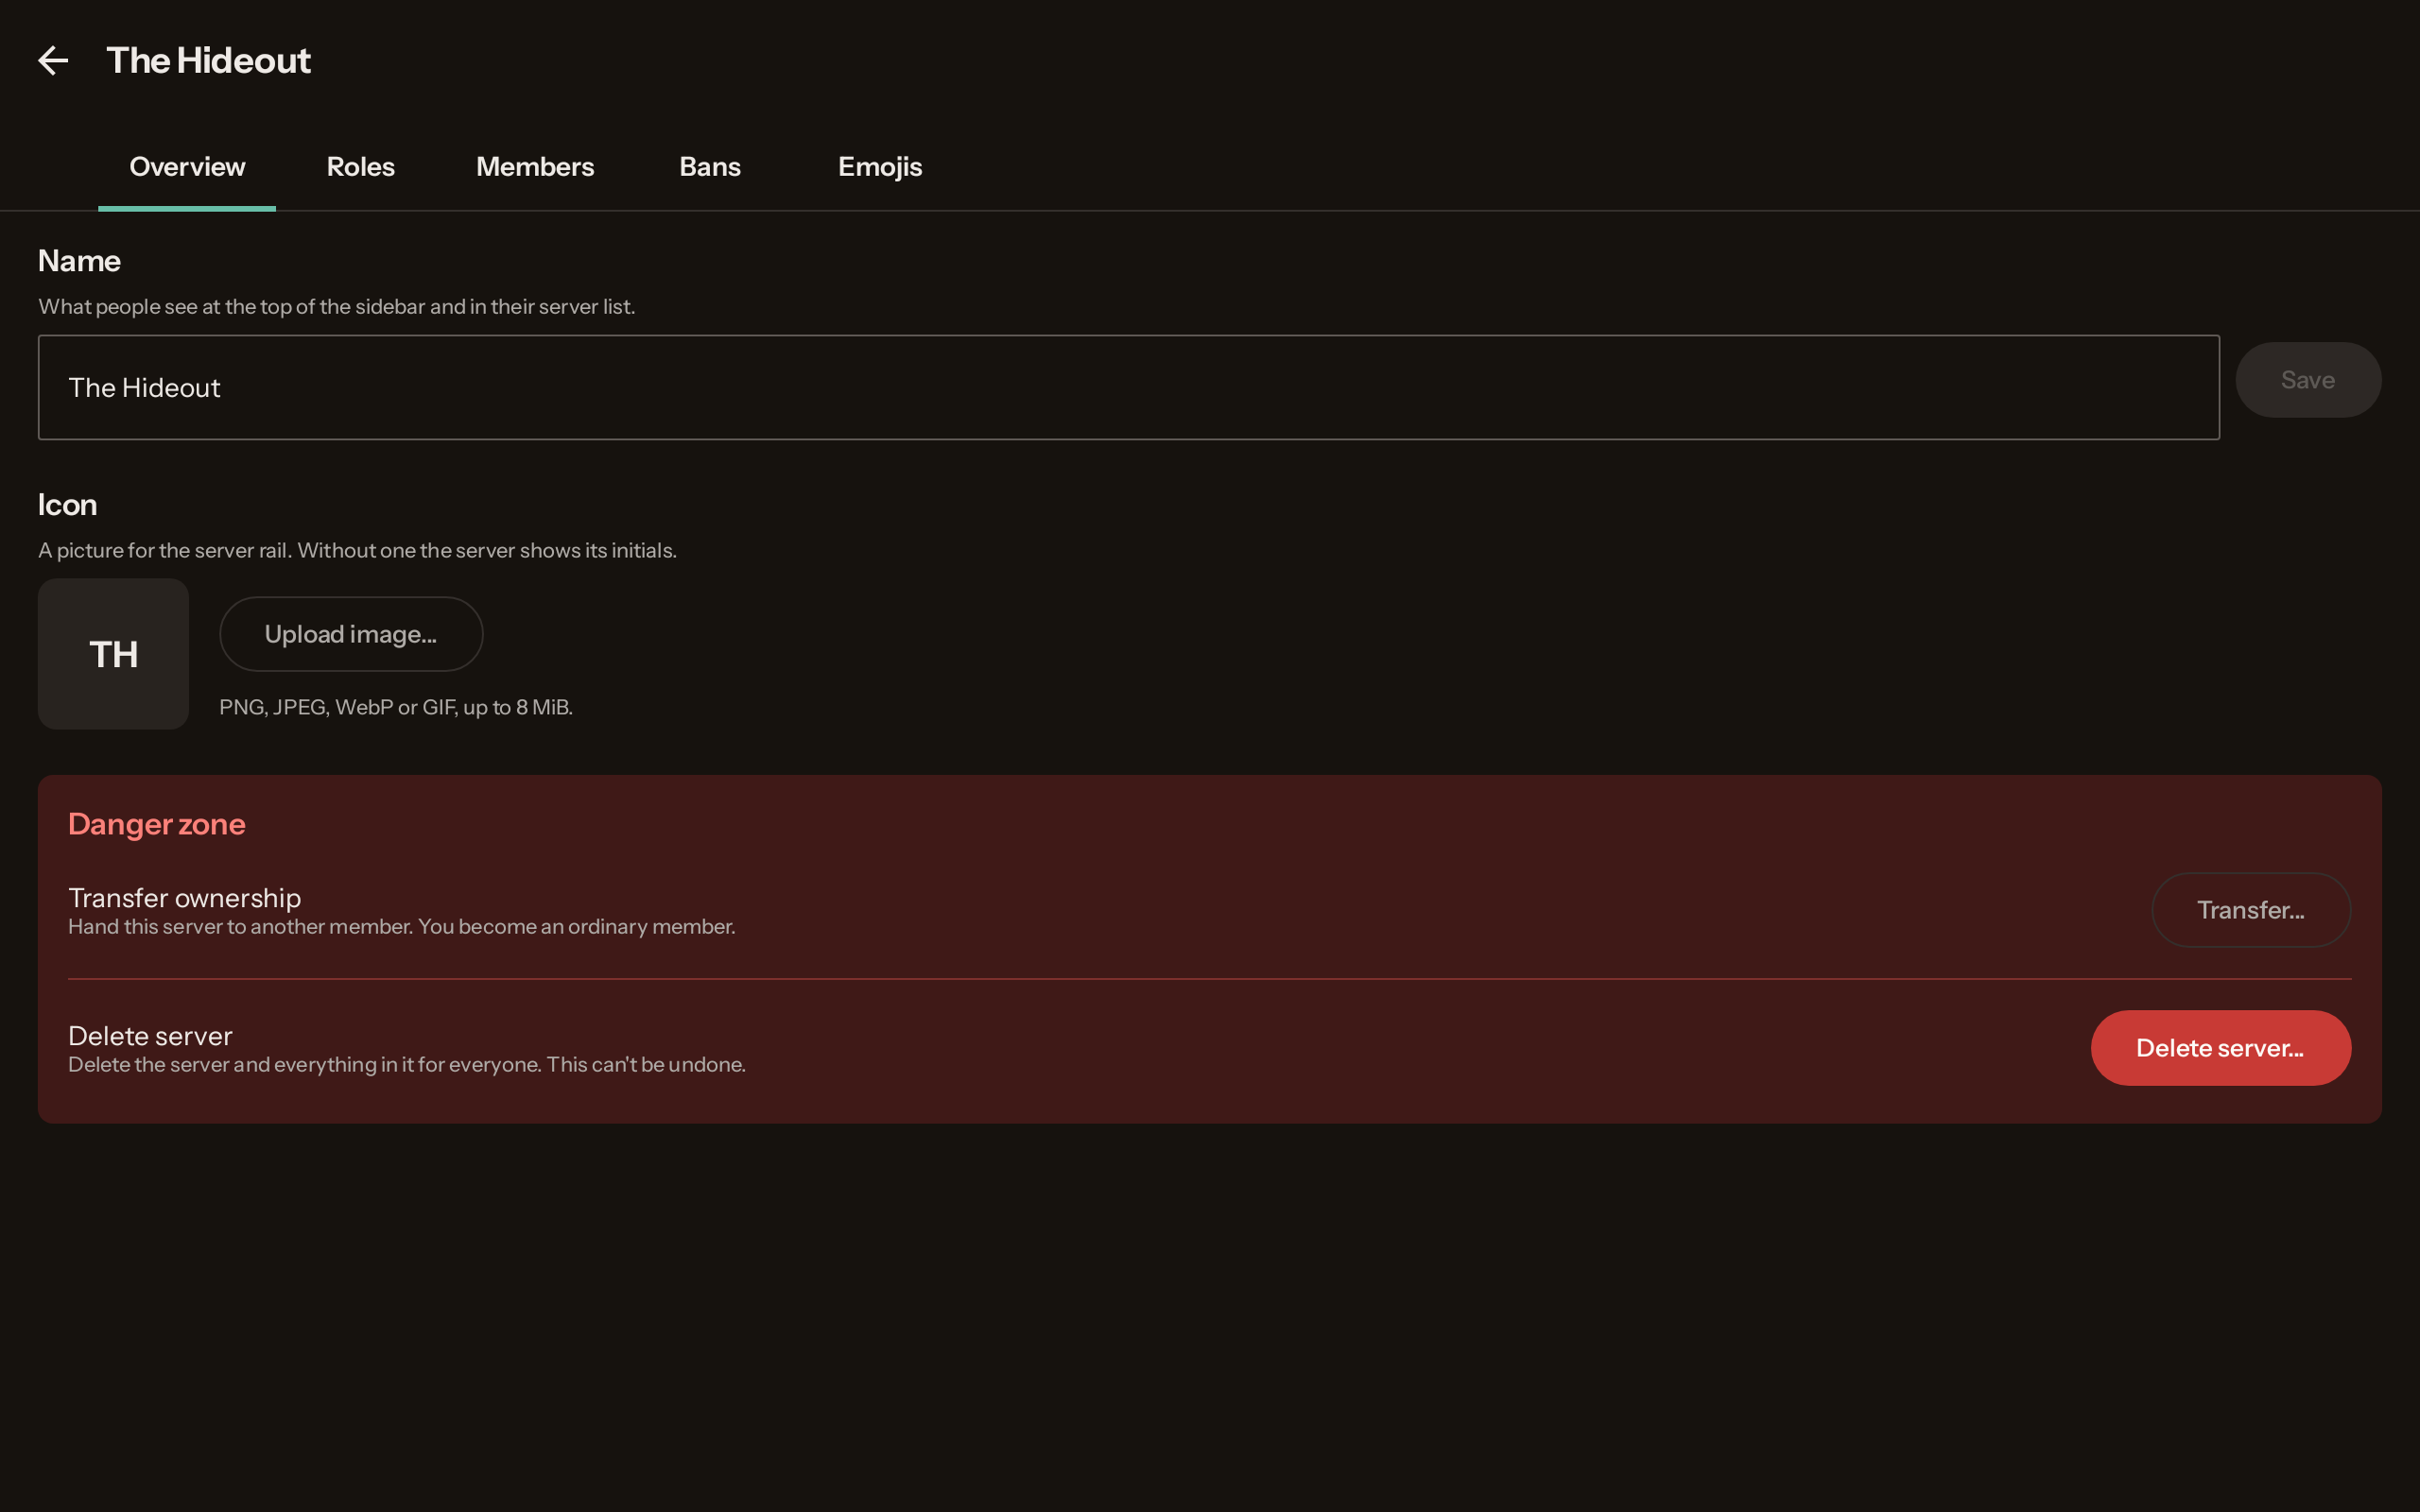 The Hideout
Overview Roles Members Bans Emojis
Name
What people see at the top of the sidebar and in their server list.
The Hideout
Save
Icon
A picture for the server rail. Without one the server shows its initials.
TH
Upload image...
PNG, JPEG, WebP or GIF, up to 8 MiB.
Danger zone
Transfer ownership
Hand this server to another member. You become an ordinary member.
Transfer...
Delete server
Delete the server and everything in it for everyone. This can't be undone.
Delete server...